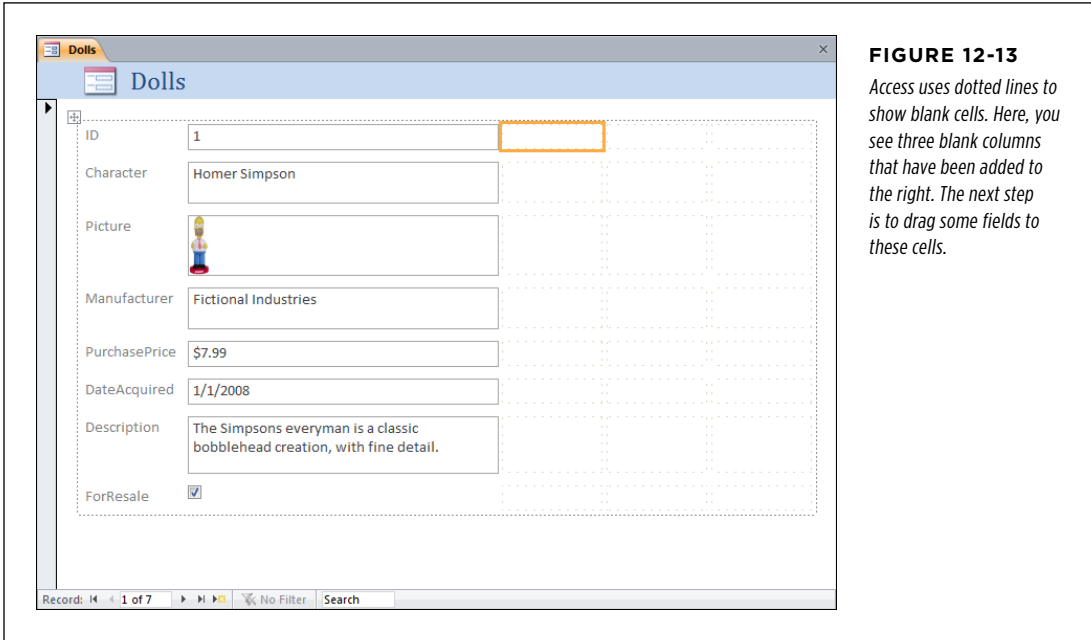 Dolls
Dolls
ID
1
Character
Homer Simpson
Picture
Manufacturer
Fictional Industries
PurchasePrice
$7.99
DateAcquired
1/1/2008
Description
The Simpsons everyman is a classic
bobblehead creation, with fine detail.
ForResale
Record: 1 of 7 No Filter Search
FIGURE 12-13
Access uses dotted lines to
show blank cells. Here, you
see three blank columns
that have been added to
the right. The next step
is to drag some fields to
these cells.